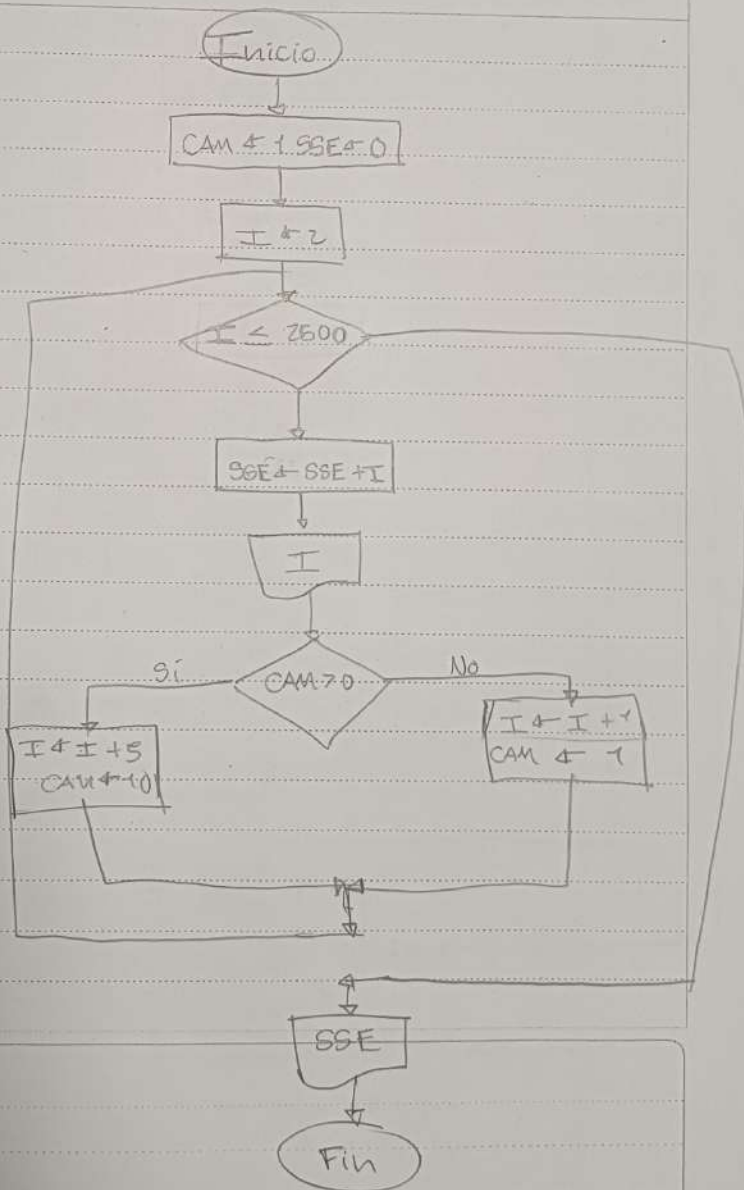 Inicio
CAM ← 1 SSE ← 0
I ← 2
I ≤ 2500
SSE ← SSE + I
I
Sí
CAM > 0
No
I ← I + 5
CAM ← 10
I ← I + 1
CAM ← 1
SSE
Fin